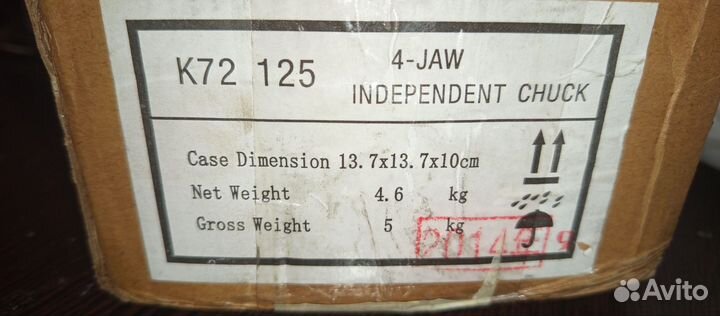 K72 125
4-JAW
INDEPENDENT CHUCK
Case Dimension 13.7x13.7x10cm
Net Weight 4.6 kg
Gross Weight 5 kg
Avito